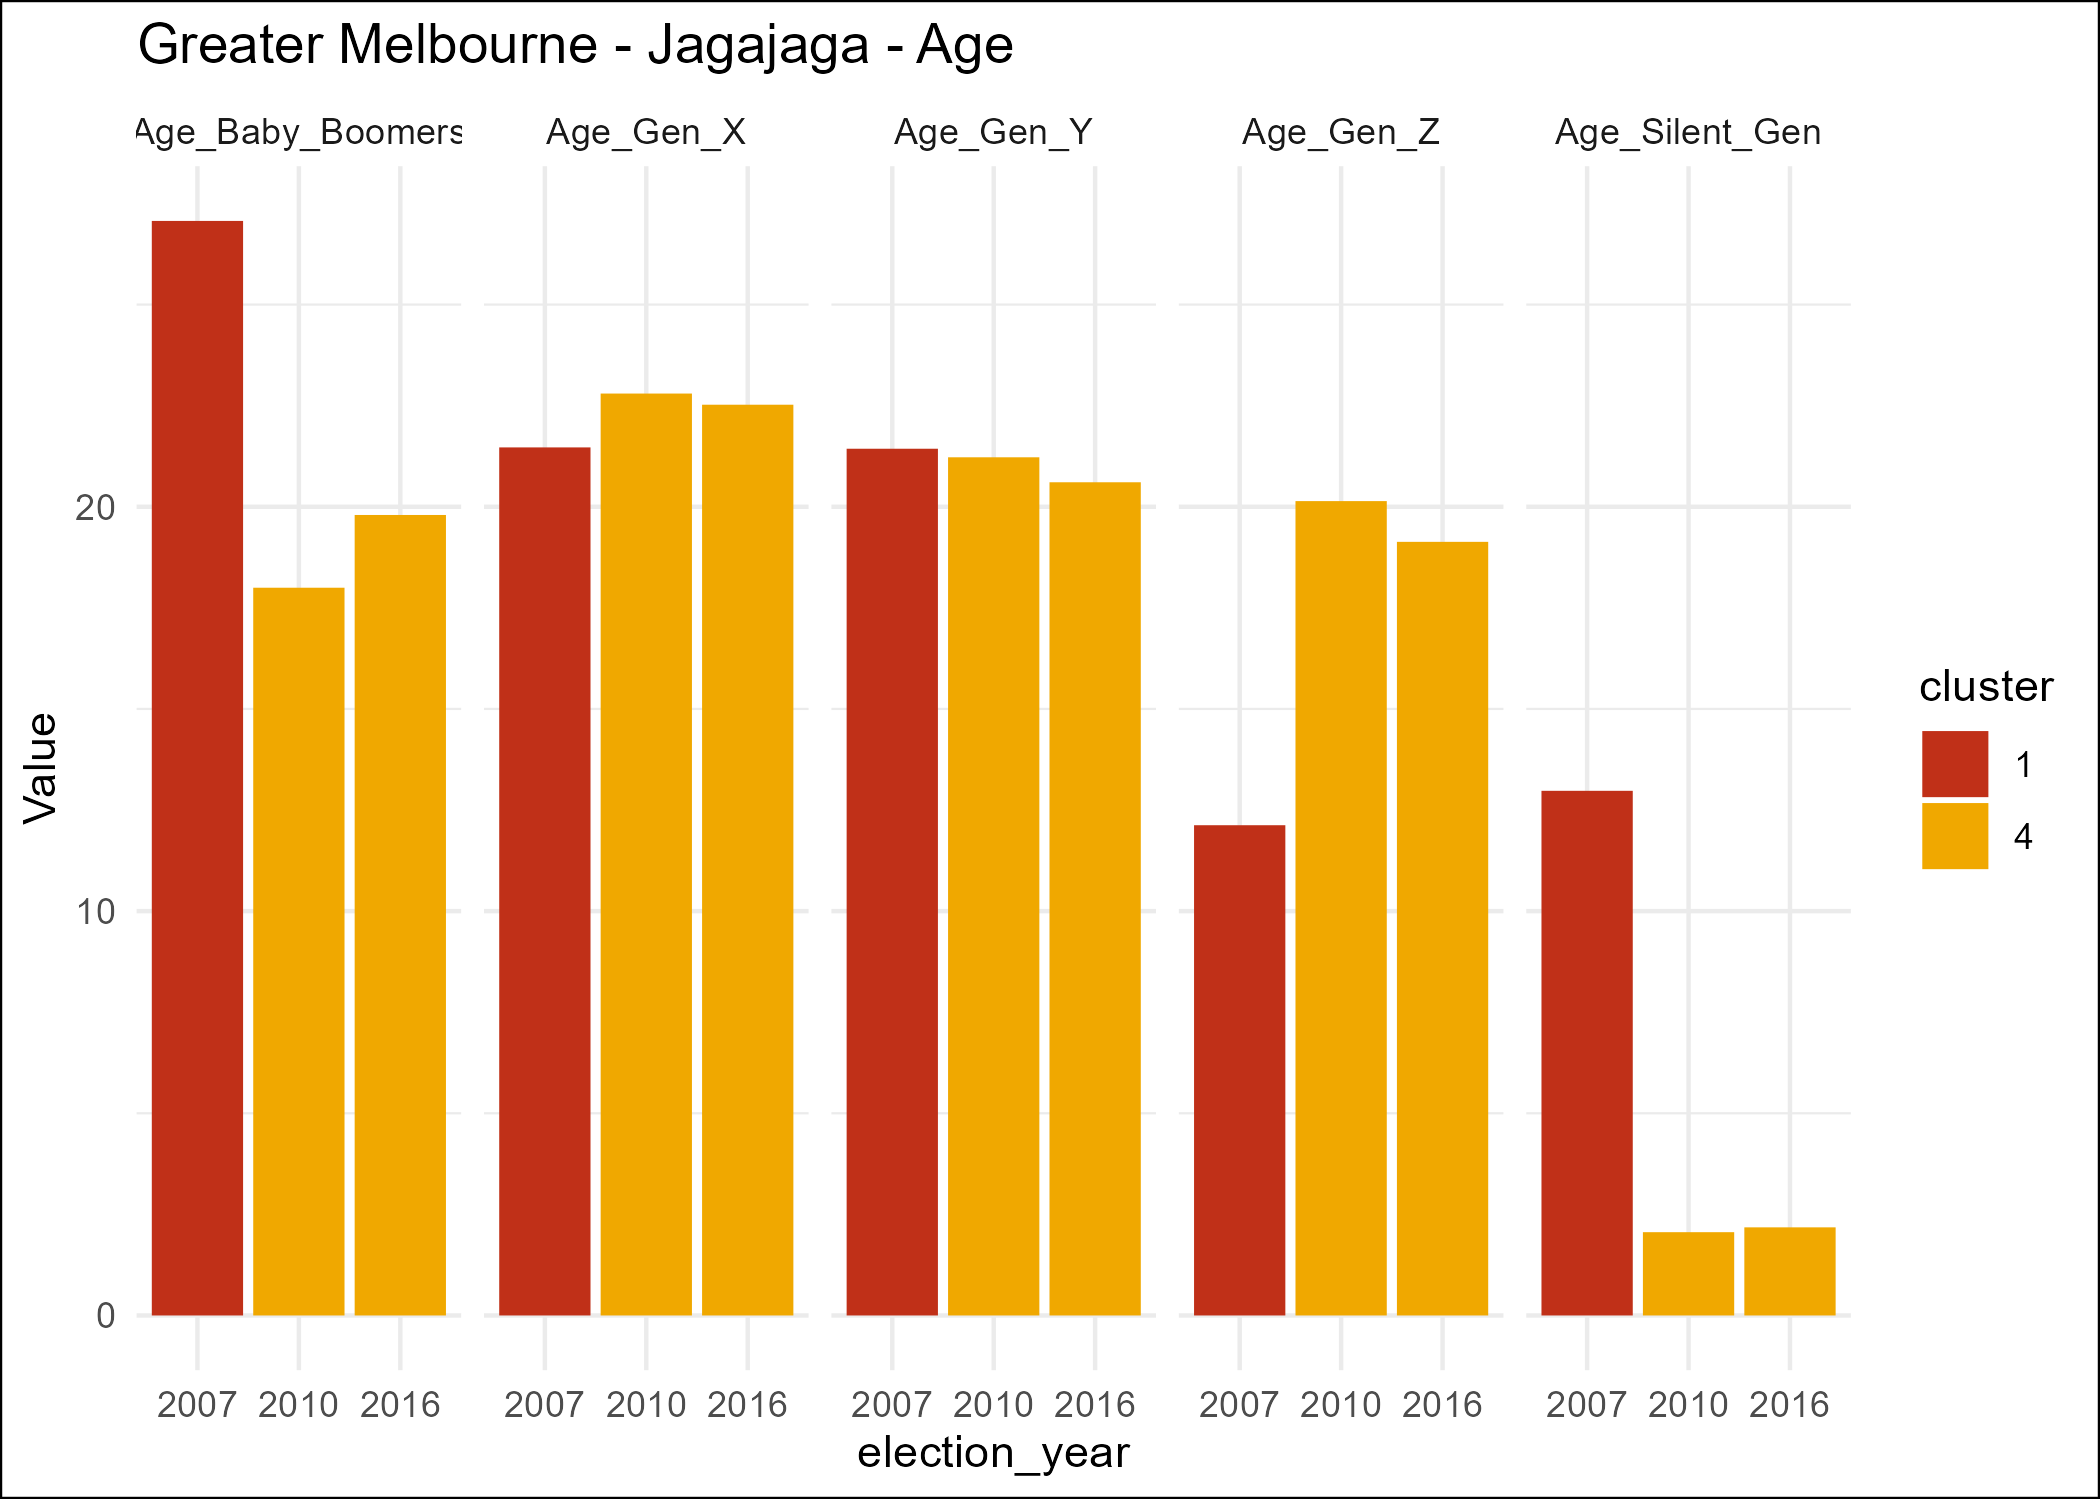 Greater Melbourne - Jagajaga - Age
Age_Baby_Boomers Age_Gen_X Age_Gen_Y Age_Gen_Z Age_Silent_Gen
20
10
0
Value
2007 2010 2016 2007 2010 2016 2007 2010 2016 2007 2010 2016 2007 2010 2016
election_year
cluster
1
4